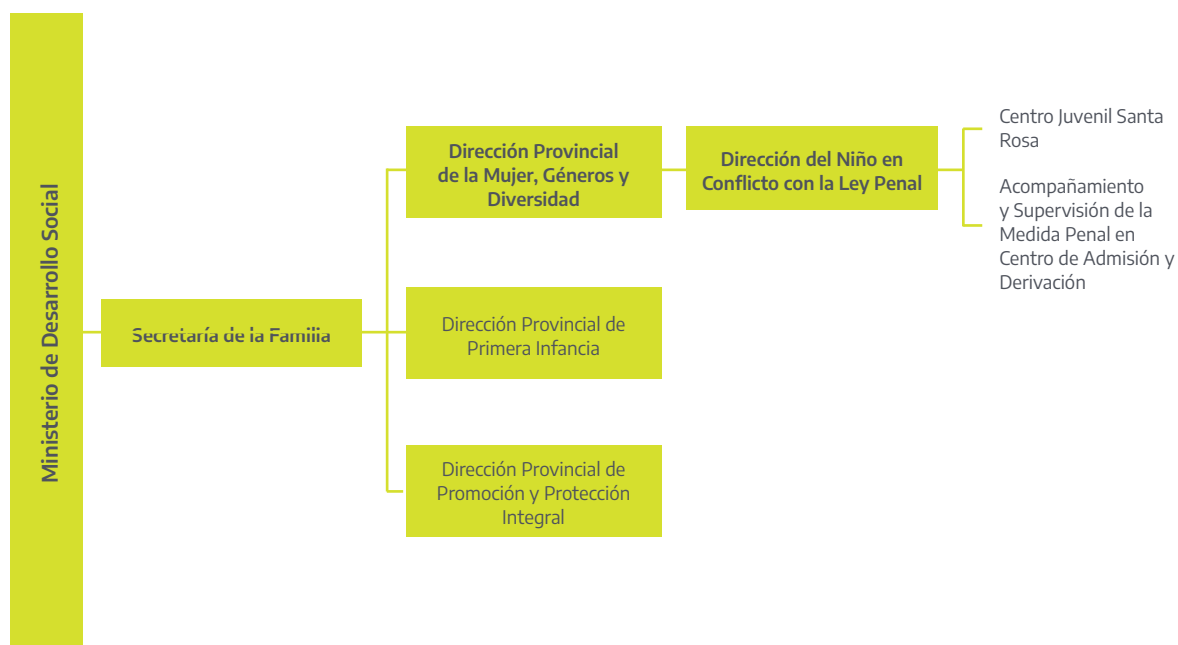 Ministerio de Desarrollo Social
Secretaría de la Familia
Dirección Provincial
de la Mujer, Géneros y
Diversidad
Dirección del Niño en
Conflicto con la Ley Penal
Centro Juvenil Santa
Rosa
Acompañamiento
y Supervisión de la
Medida Penal en
Centro de Admisión y
Derivación
Dirección Provincial de
Primera Infancia
Dirección Provincial de
Promoción y Protección
Integral